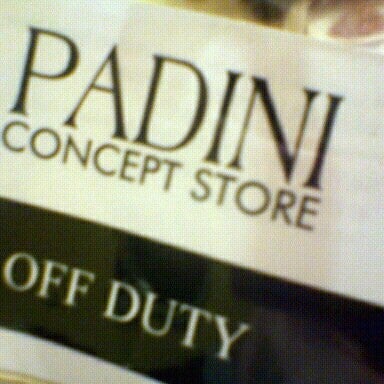 PADINI
CONCEPT STORE
OFF DUTY